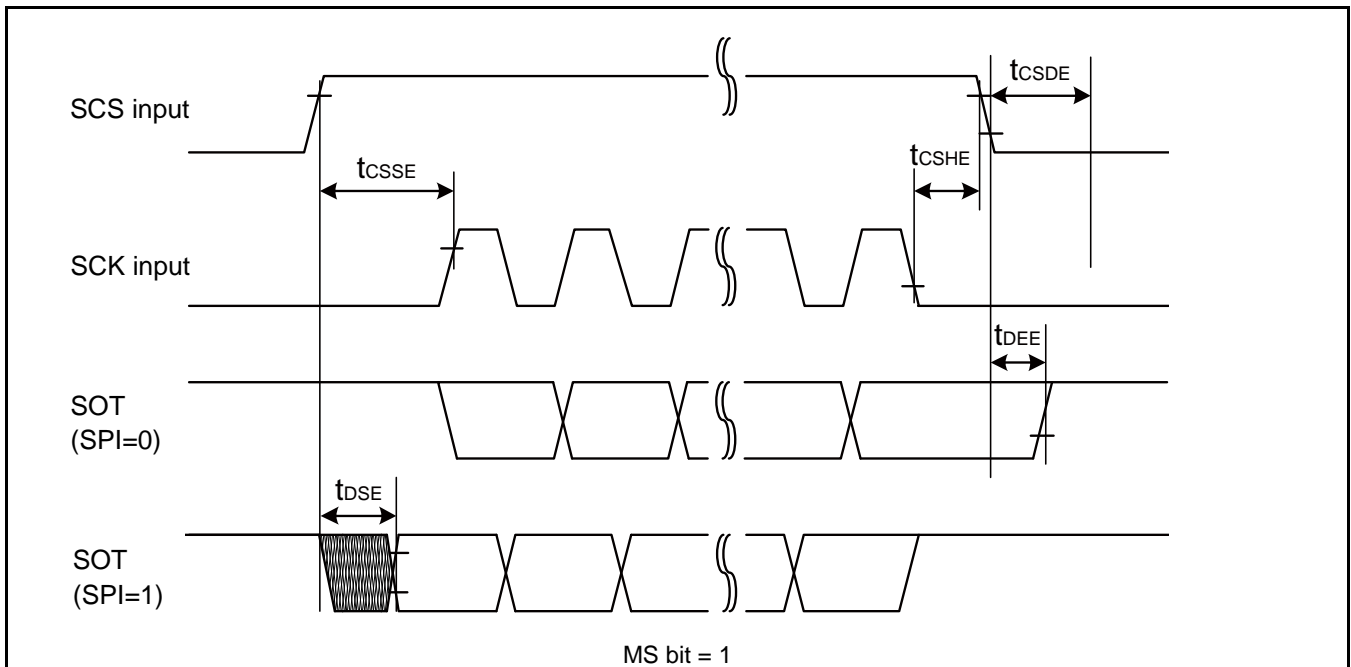 SCS input
tCSDE
tCSSE
tCSHE
SCK input
tDEE
SOT
(SPI=0)
tDSE
SOT
(SPI=1)
MS bit = 1